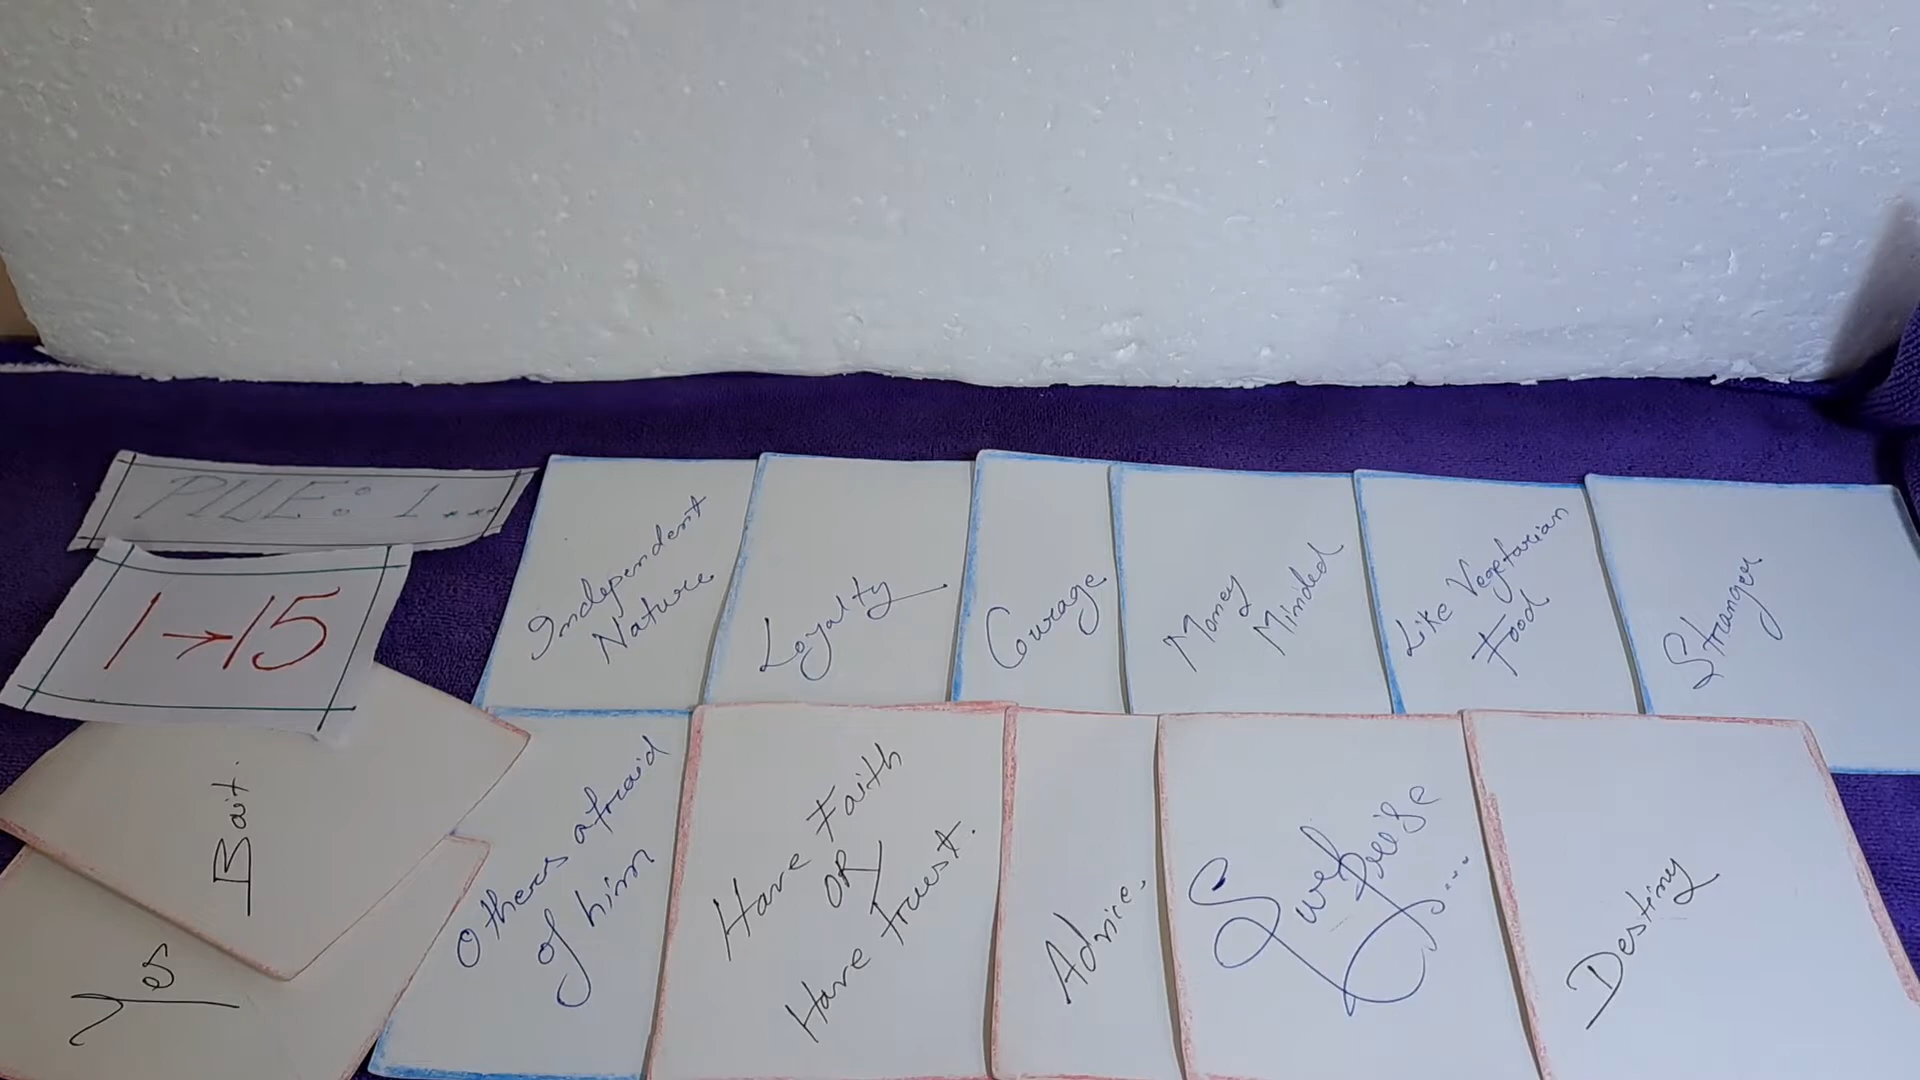 PILE: 1...
1→15
Independent
Nature
Loyalty
Courage
Money
Minded
Like Vegetarian
Food
Stranger
Bait.
Yes
Others afraid
of him
Have Faith
OR
Have Trust.
Advice.
Surprise
...
Destiny